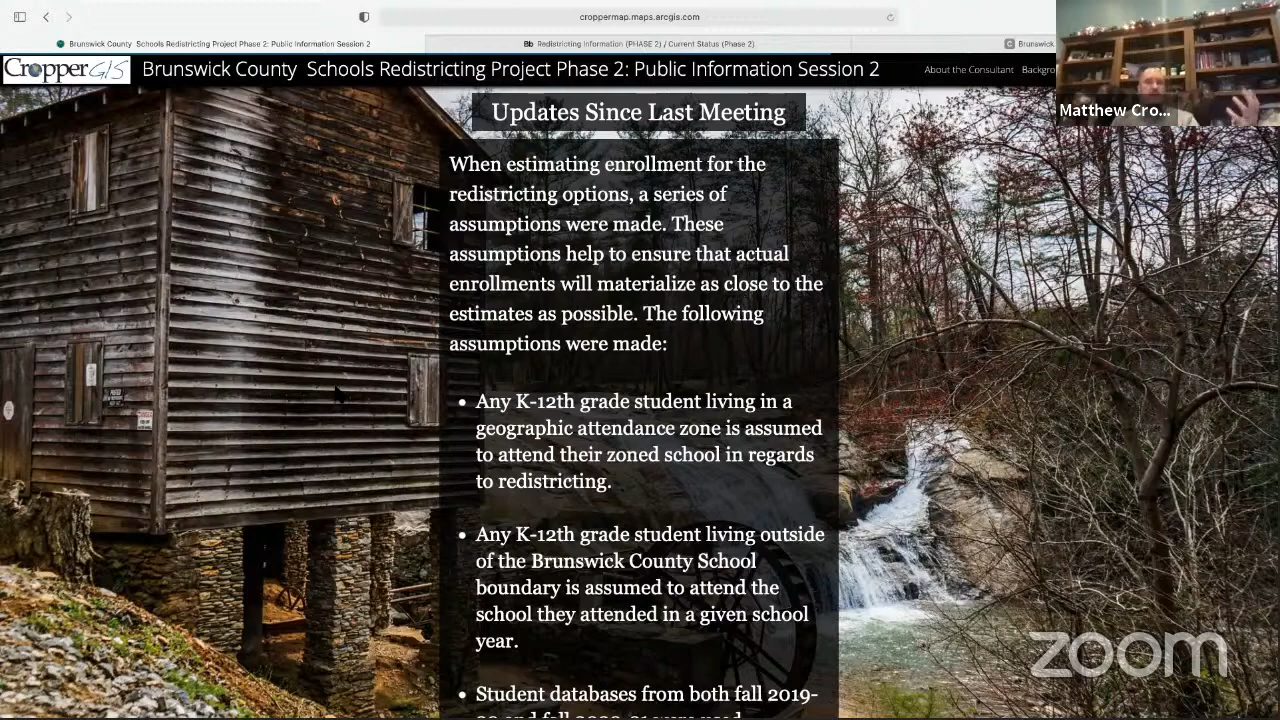 croppermap.maps.arcgis.com
Brunswick County Schools Redistricting Project Phase 2: Public Information Session 2
Bb Redistricting Information (PHASE 2) / Current Status (Phase 2)
C Brunswick
CropperGIS
Brunswick County Schools Redistricting Project Phase 2: Public Information Session 2
About the Consultant
Backgro
Matthew Cro...
Updates Since Last Meeting
When estimating enrollment for the
redistricting options, a series of
assumptions were made. These
assumptions help to ensure that actual
enrollments will materialize as close to the
estimates as possible. The following
assumptions were made:
• Any K-12th grade student living in a
geographic attendance zone is assumed
to attend their zoned school in regards
to redistricting.
• Any K-12th grade student living outside
of the Brunswick County School
boundary is assumed to attend the
school they attended in a given school
year.
• Student databases from both fall 2019-
zoom